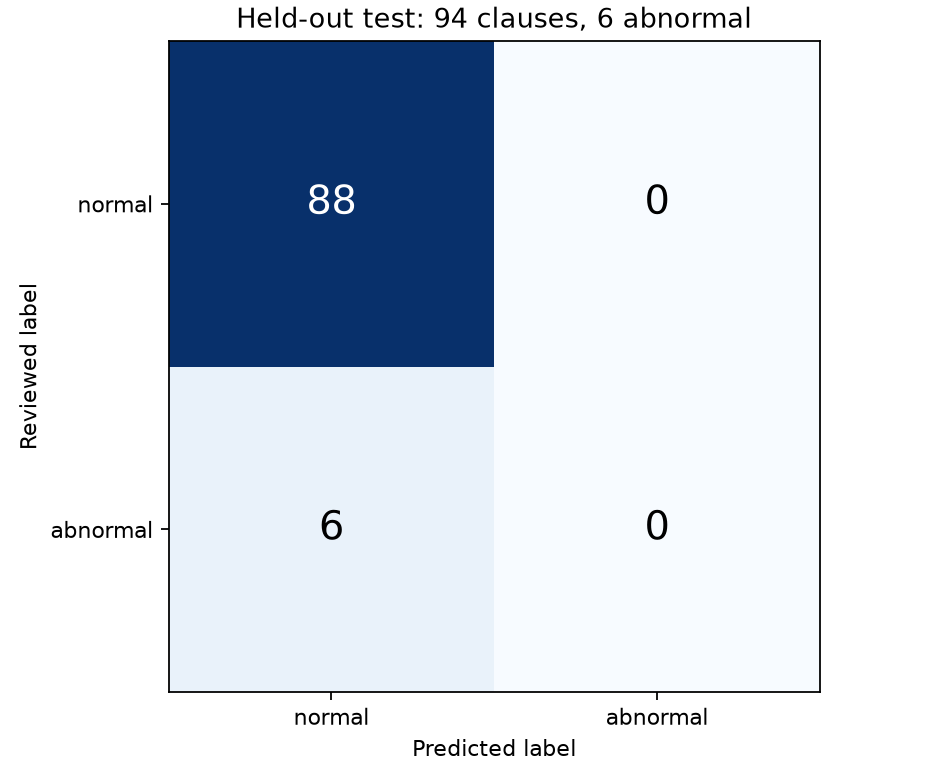 Held-out test: 94 clauses, 6 abnormal
normal
88
0
Reviewed label
abnormal
6
0
normal
abnormal
Predicted label